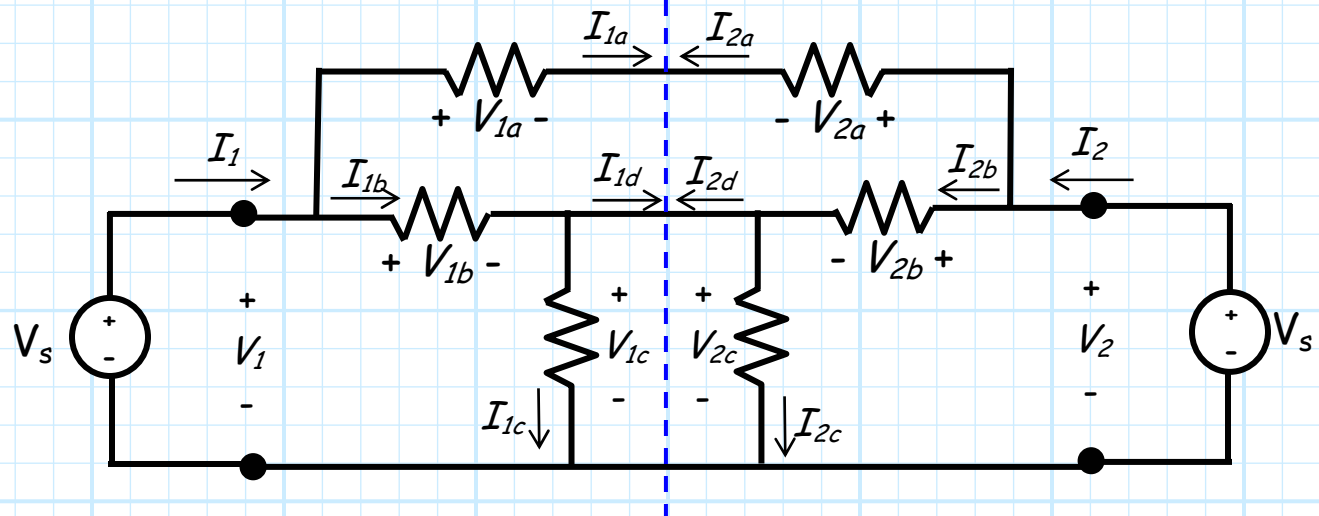 I1a I2a
+ V1a - - V2a +
I1 I1b I1d I2d I2b I2
+ V1b - - V2b +
+ + + +
Vs + - V1 V1c V2c V2 + - Vs
- - - -
I1c I2c